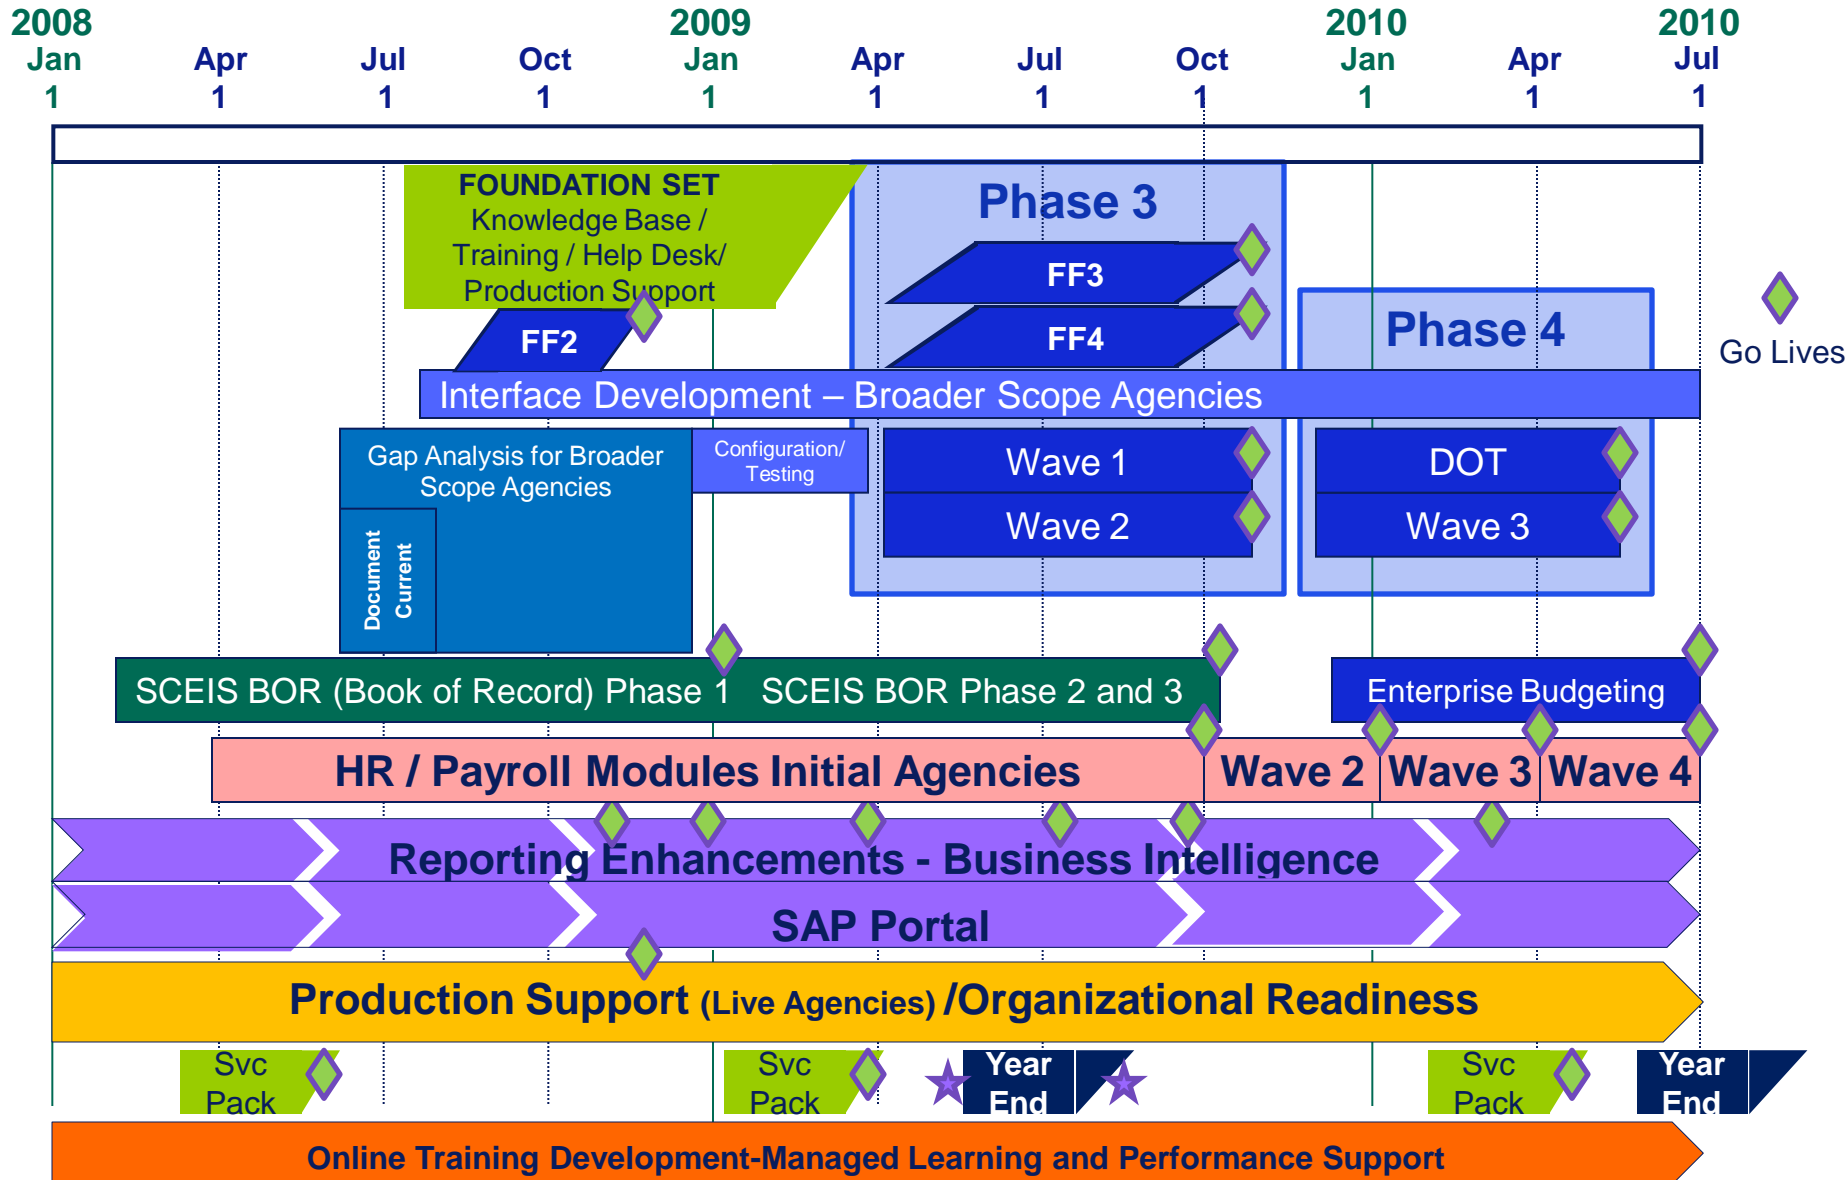 2008
2009
2010
2010
Jan
Apr
Jul
Oct
Jan
Apr
Jul
Oct
Jan
Apr
Jul
1
1
1
1
1
1
1
1
1
1
1
FOUNDATION SET
Knowledge Base /
Training / Help Desk/
Production Support
Phase 3
FF3
FF4
FF2
Phase 4
Go Lives
Interface Development – Broader Scope Agencies
Gap Analysis for Broader
Scope Agencies
Configuration/
Testing
Document
Current
Wave 1
Wave 2
DOT
Wave 3
SCEIS BOR (Book of Record) Phase 1
SCEIS BOR Phase 2 and 3
Enterprise Budgeting
HR / Payroll Modules Initial Agencies
Wave 2
Wave 3
Wave 4
Reporting Enhancements - Business Intelligence
SAP Portal
Production Support (Live Agencies) /Organizational Readiness
Svc
Pack
Svc
Pack
Year
End
Svc
Pack
Year
End
Online Training Development-Managed Learning and Performance Support